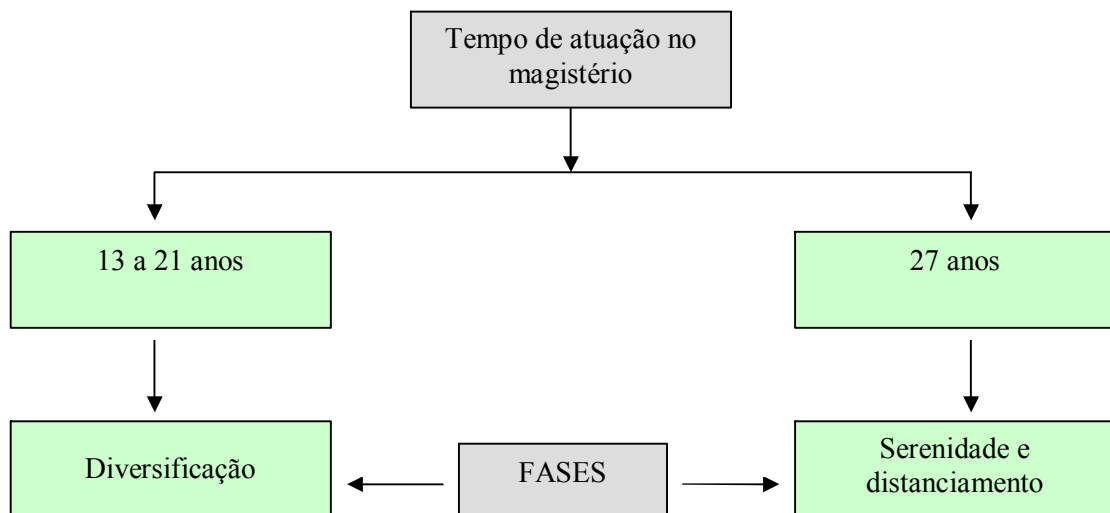 Tempo de atuação no
magistério
13 a 21 anos
27 anos
Diversificação
FASES
Serenidade e
distanciamento